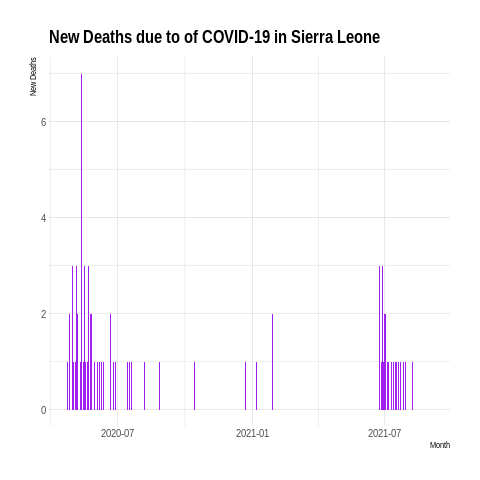 New Deaths due to of COVID-19 in Sierra Leone
New Deaths
6
4
2
0
2020-07
2021-01
2021-07
Month